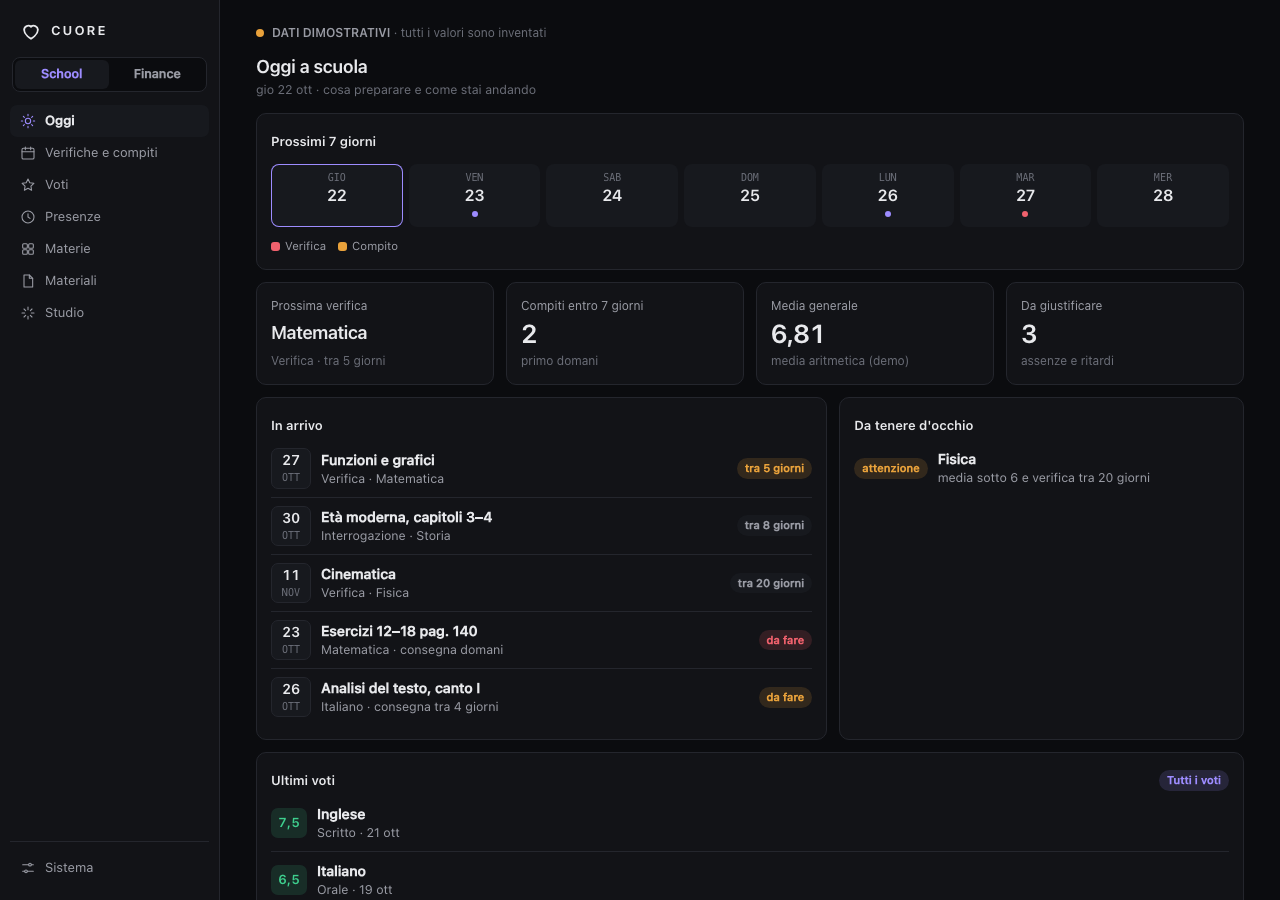 CUORE
School Finance
Oggi
Verifiche e compiti
Voti
Presenze
Materie
Materiali
Studio
Sistema
DATI DIMOSTRATIVI · tutti i valori sono inventati
Oggi a scuola
gio 22 ott · cosa preparare e come stai andando
Prossimi 7 giorni
GIO VEN SAB DOM LUN MAR MER
22 23 24 25 26 27 28
Verifica Compito
Prossima verifica
Matematica
Verifica · tra 5 giorni
Compiti entro 7 giorni
2
primo domani
Media generale
6,81
media aritmetica (demo)
Da giustificare
3
assenze e ritardi
In arrivo
27 OTT
Funzioni e grafici
Verifica · Matematica
tra 5 giorni
30 OTT
Età moderna, capitoli 3–4
Interrogazione · Storia
tra 8 giorni
11 NOV
Cinematica
Verifica · Fisica
tra 20 giorni
23 OTT
Esercizi 12–18 pag. 140
Matematica · consegna domani
da fare
26 OTT
Analisi del testo, canto I
Italiano · consegna tra 4 giorni
da fare
Da tenere d'occhio
attenzione
Fisica
media sotto 6 e verifica tra 20 giorni
Ultimi voti
Tutti i voti
7,5
Inglese
Scritto · 21 ott
6,5
Italiano
Orale · 19 ott